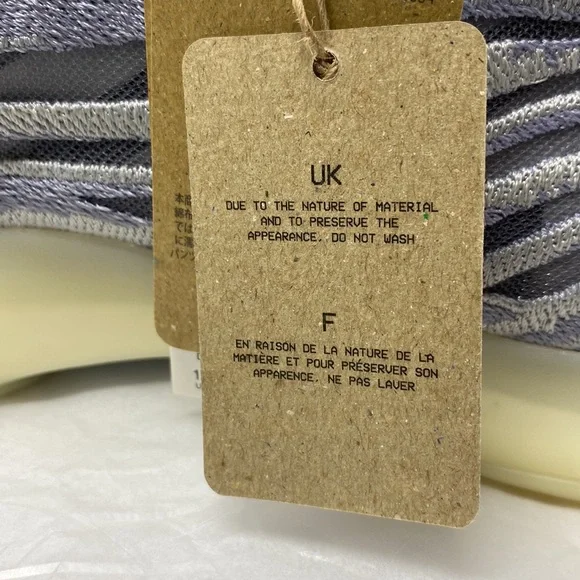 UK
DUE TO THE NATURE OF MATERIAL
AND TO PRESERVE THE
APPEARANCE. DO NOT WASH
F
EN RAISON DE LA NATURE DE LA
MATIÈRE ET POUR PRÉSERVER SON
APPARENCE. NE PAS LAVER